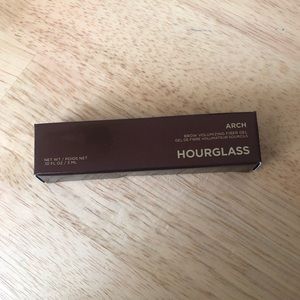 ARCH
BROW VOLUMIZING FIBER GEL
GEL DE FIBRE VOLUMATEUR SOURCILS
HOURGLASS
NET WT / POIDS NET
.10 FL OZ / 3 ML